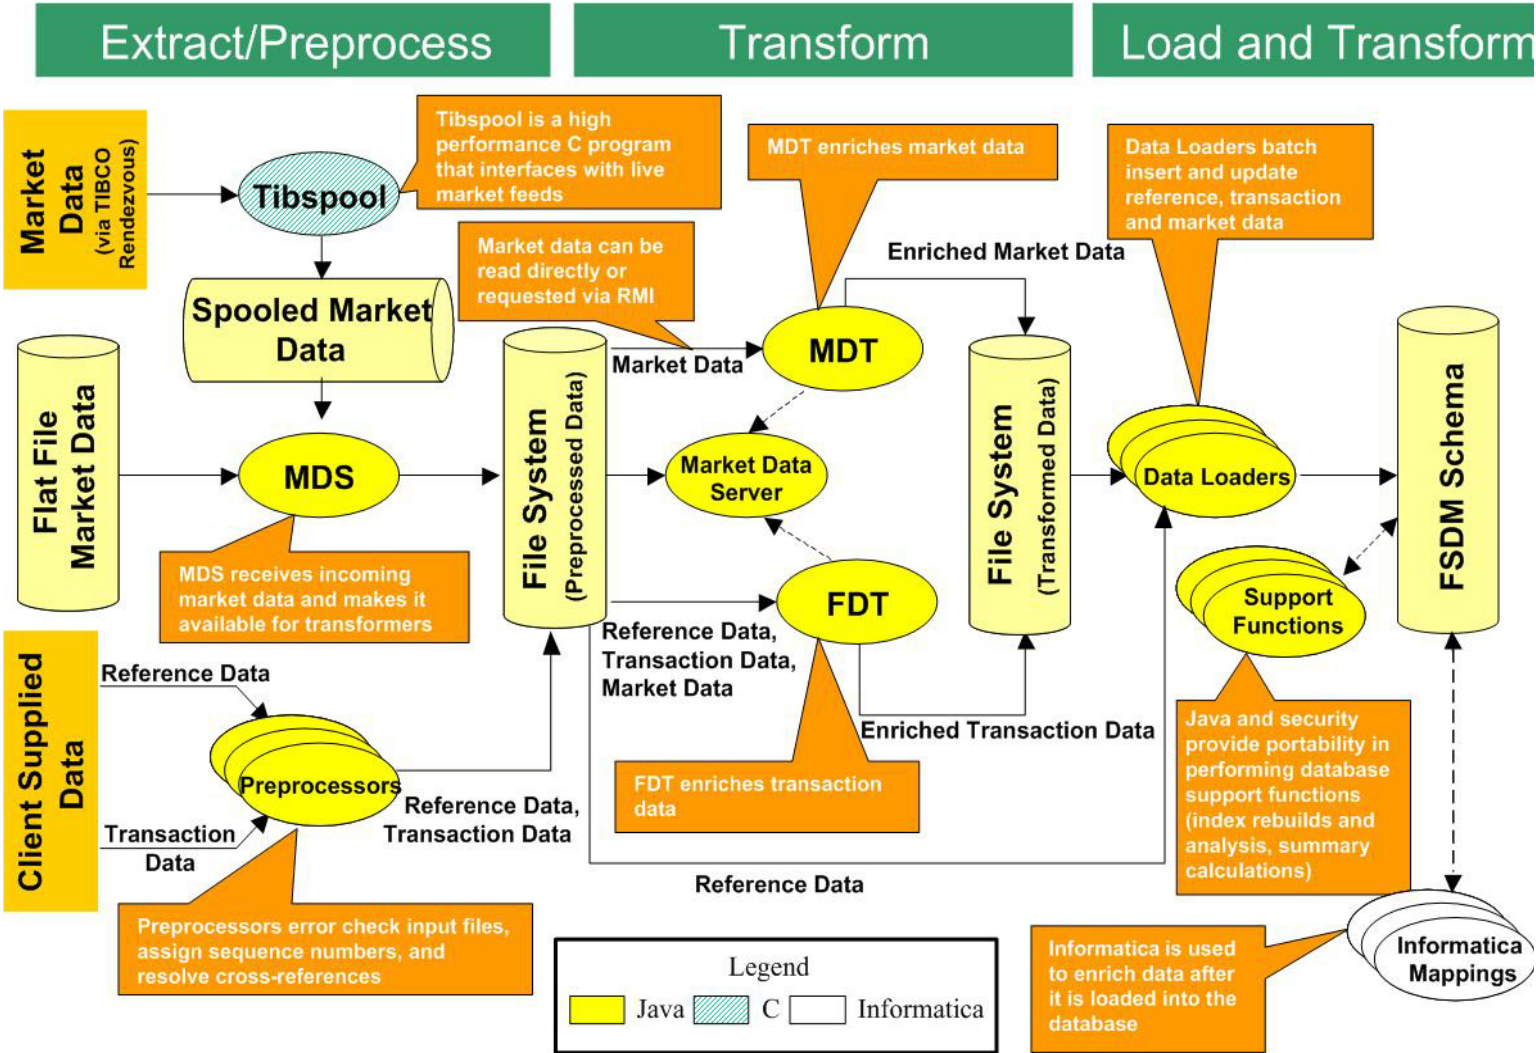 Extract/Preprocess
Transform
Load and Transform
Market
Data
(via TIBCO
Rendezvous)
Tibspool
Tibspool is a high
performance C program
that interfaces with live
market feeds
Market data can be
read directly or
requested via RMI
MDT enriches market data
Data Loaders batch
insert and update
reference, transaction
and market data
Spooled Market
Data
Enriched Market Data
Flat File
Market Data
MDS
File System
(Preprocessed Data)
Market Data
MDT
Market Data
Server
File System
(Transformed Data)
Data Loaders
FSDM Schema
MDS receives incoming
market data and makes it
available for transformers
FDT
Reference Data,
Transaction Data,
Market Data
Support
Functions
Client Supplied
Data
Reference Data
Preprocessors
Transaction
Data
Reference Data,
Transaction Data
Enriched Transaction Data
FDT enriches transaction
data
Java and security
provide portability in
performing database
support functions
(index rebuilds and
analysis, summary
calculations)
Reference Data
Preprocessors error check input files,
assign sequence numbers, and
resolve cross-references
Legend
Java
C
Informatica
Informatica is used
to enrich data after
it is loaded into the
database
Informatica
Mappings